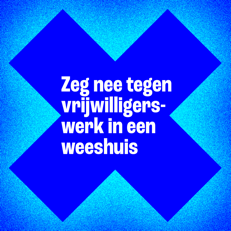 Zeg nee tegen
vrijwilligers-
werk in een
weeshuis